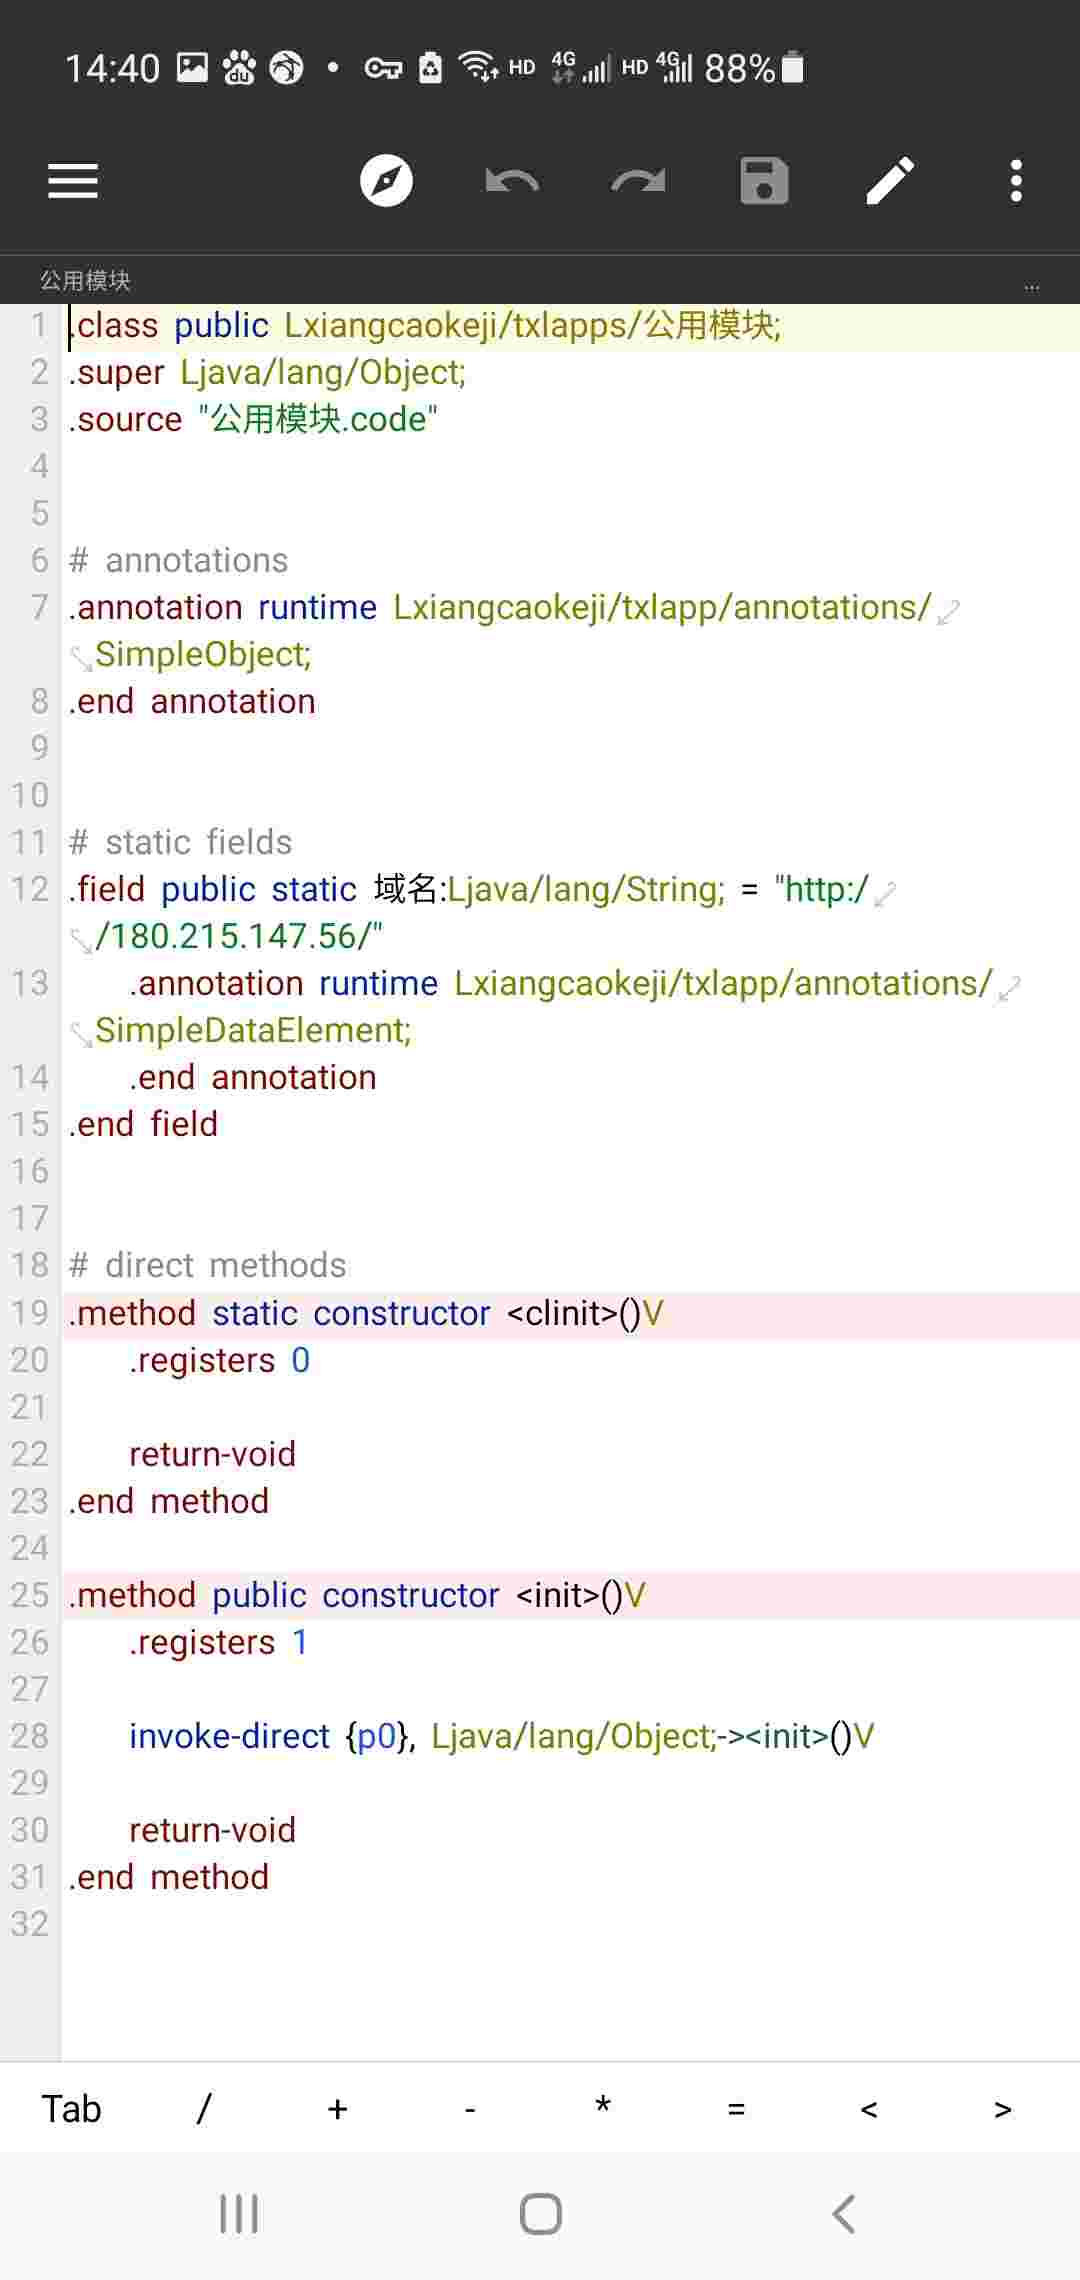 14:40 du HD 4G HD 4G 88%
公用模块 ...
1 .class public Lxiangcaokeji/txlapps/公用模块;
2 .super Ljava/lang/Object;
3 .source "公用模块.code"
4
5
6 # annotations
7 .annotation runtime Lxiangcaokeji/txlapp/annotations/
SimpleObject;
8 .end annotation
9
10
11 # static fields
12 .field public static 域名:Ljava/lang/String; = "http:/
/180.215.147.56/"
13 .annotation runtime Lxiangcaokeji/txlapp/annotations/
SimpleDataElement;
14 .end annotation
15 .end field
16
17
18 # direct methods
19 .method static constructor <clinit>()V
20 .registers 0
21
22 return-void
23 .end method
24
25 .method public constructor <init>()V
26 .registers 1
27
28 invoke-direct {p0}, Ljava/lang/Object;-><init>()V
29
30 return-void
31 .end method
32
Tab / + - * = < >